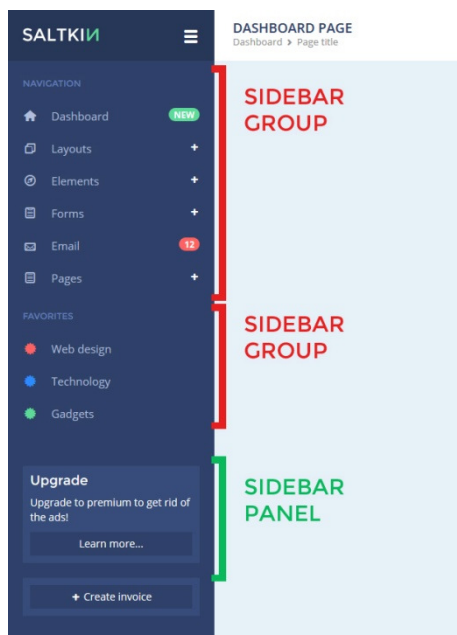 SALTKIN
DASHBOARD PAGE
Dashboard > Page title
NAVIGATION
Dashboard NEW
Layouts +
Elements +
Forms +
Email 12
Pages +
SIDEBAR
GROUP
FAVORITES
Web design
Technology
Gadgets
SIDEBAR
GROUP
Upgrade
Upgrade to premium to get rid of
the ads!
Learn more...
+ Create invoice
SIDEBAR
PANEL